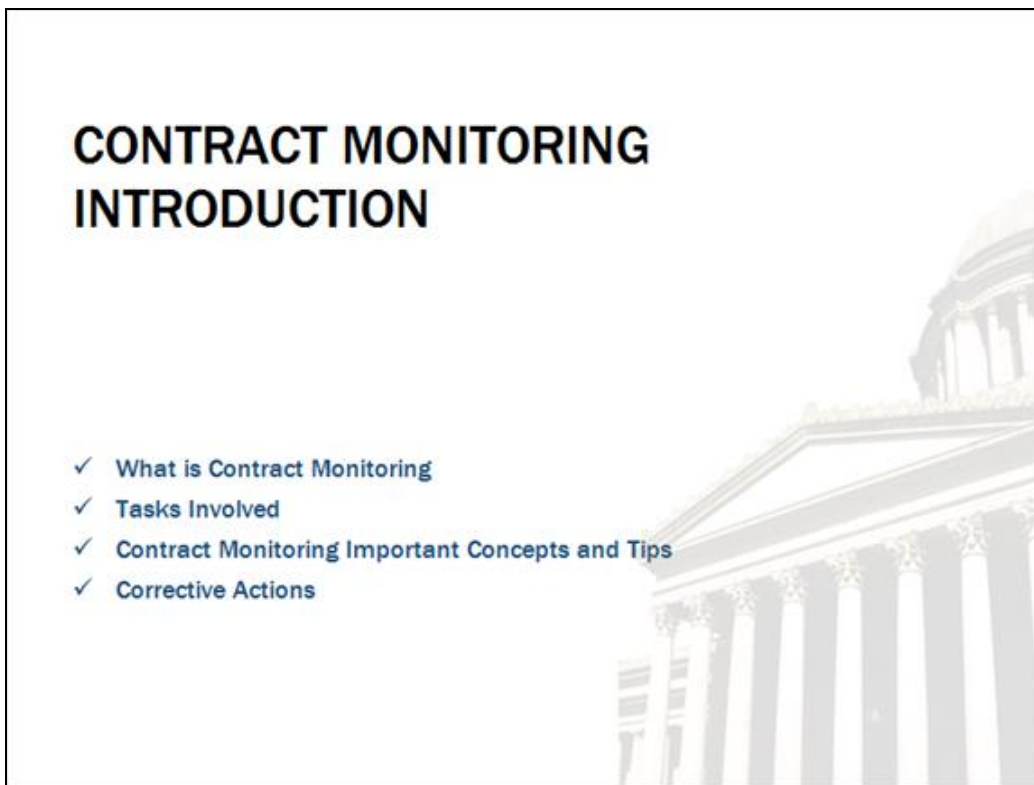 CONTRACT MONITORING
INTRODUCTION
✓ What is Contract Monitoring
✓ Tasks Involved
✓ Contract Monitoring Important Concepts and Tips
✓ Corrective Actions